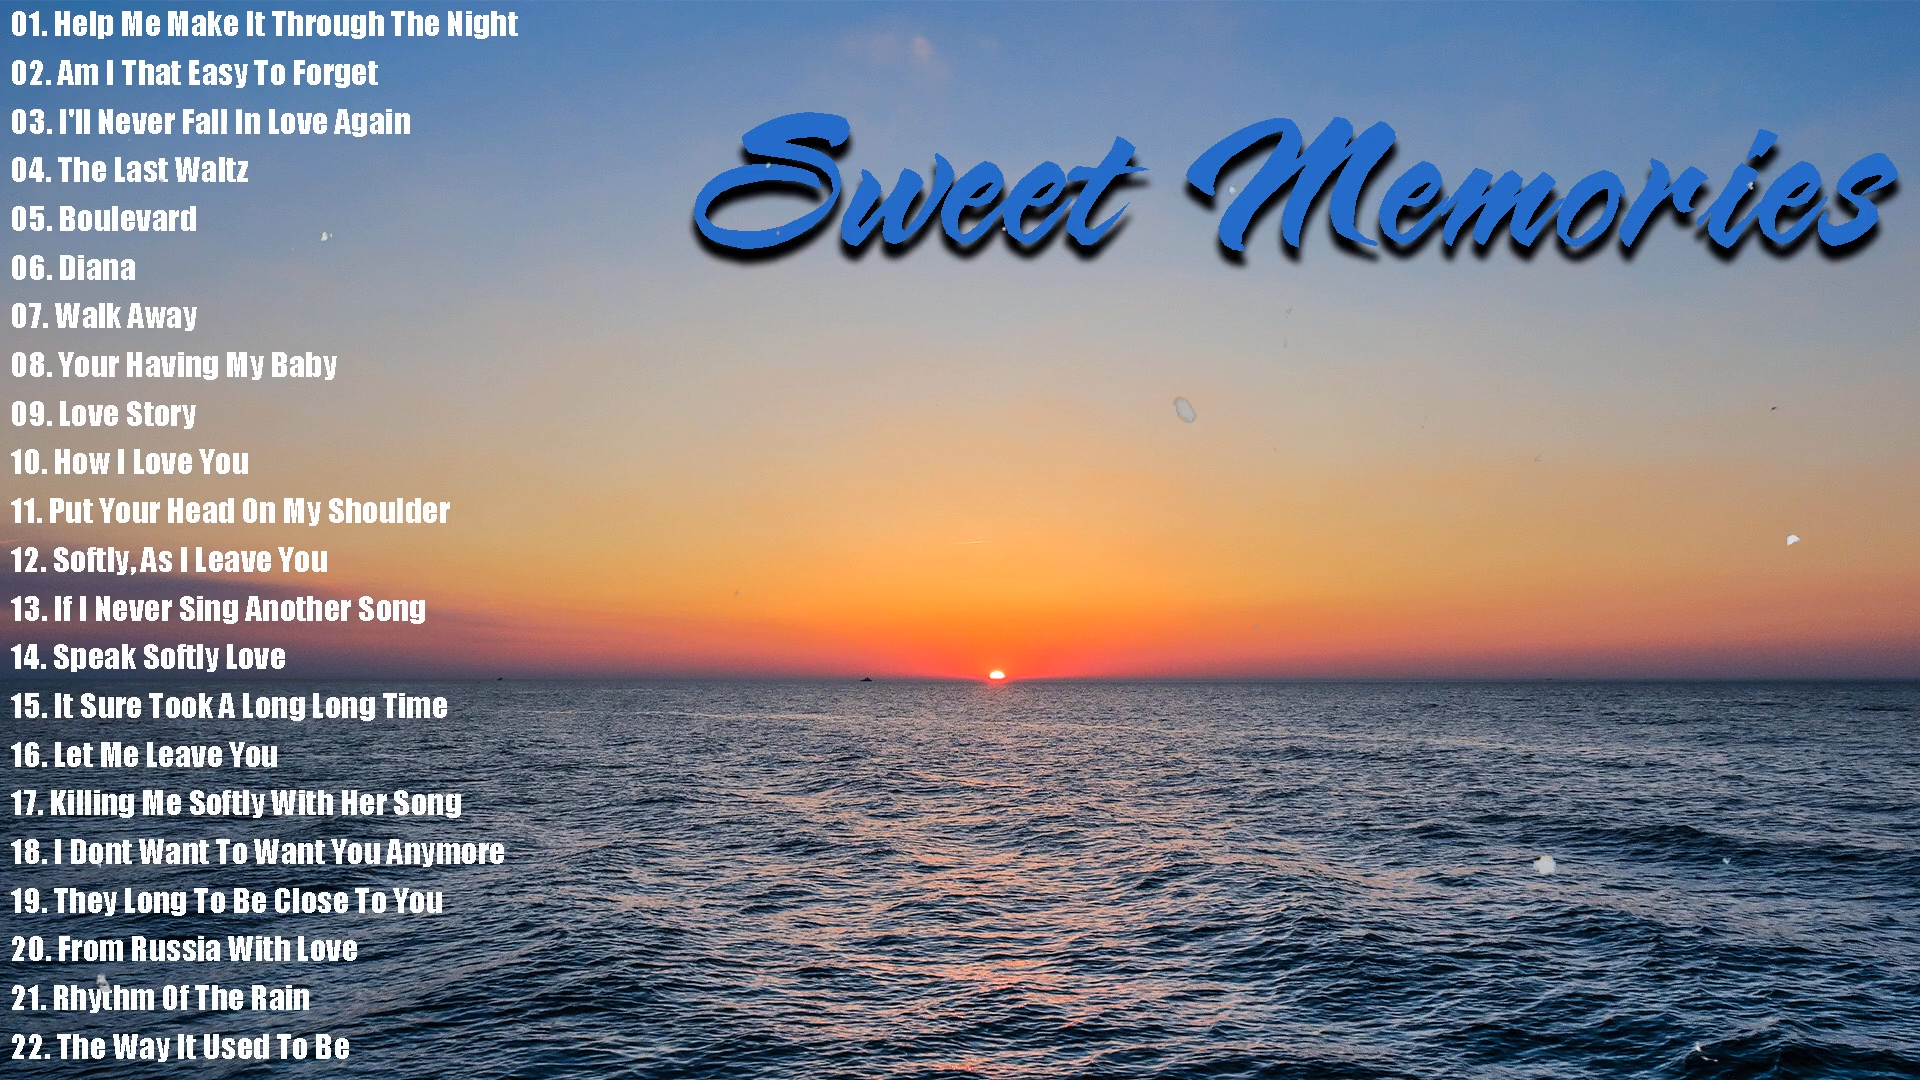 01. Help Me Make It Through The Night
02. Am I That Easy To Forget
03. I'll Never Fall In Love Again
04. The Last Waltz
05. Boulevard
06. Diana
07. Walk Away
08. Your Having My Baby
09. Love Story
10. How I Love You
11. Put Your Head On My Shoulder
12. Softly, As I Leave You
13. If I Never Sing Another Song
14. Speak Softly Love
15. It Sure Took A Long Long Time
16. Let Me Leave You
17. Killing Me Softly With Her Song
18. I Dont Want To Want You Anymore
19. They Long To Be Close To You
20. From Russia With Love
21. Rhythm Of The Rain
22. The Way It Used To Be
Sweet Memories